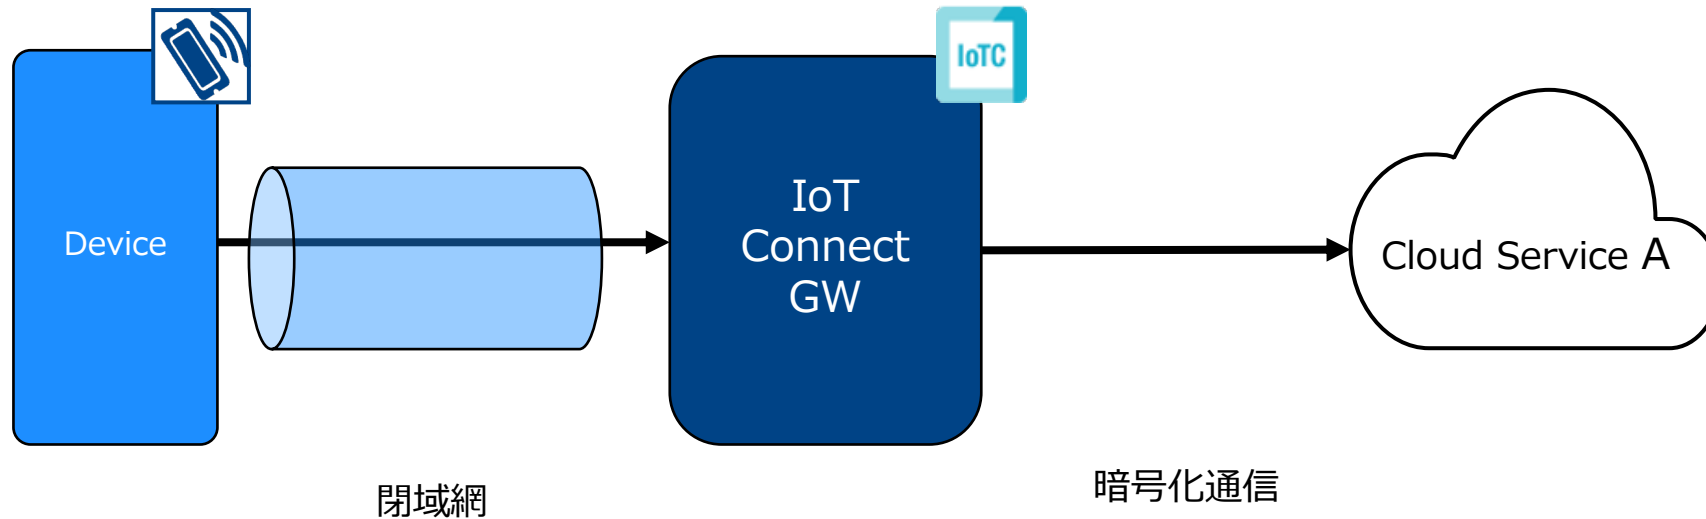 IoTC
Device
IoT
Connect
GW
Cloud Service A
閉域網
暗号化通信